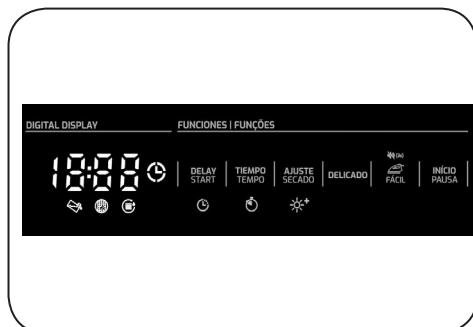 DIGITAL DISPLAY
FUNCIONES | FUNÇÕES
18:88
DELAY
START
TIEMPO
TEMPO
AJUSTE
SECADO
DELICADO
FÁCIL
INÍCIO
PAUSA